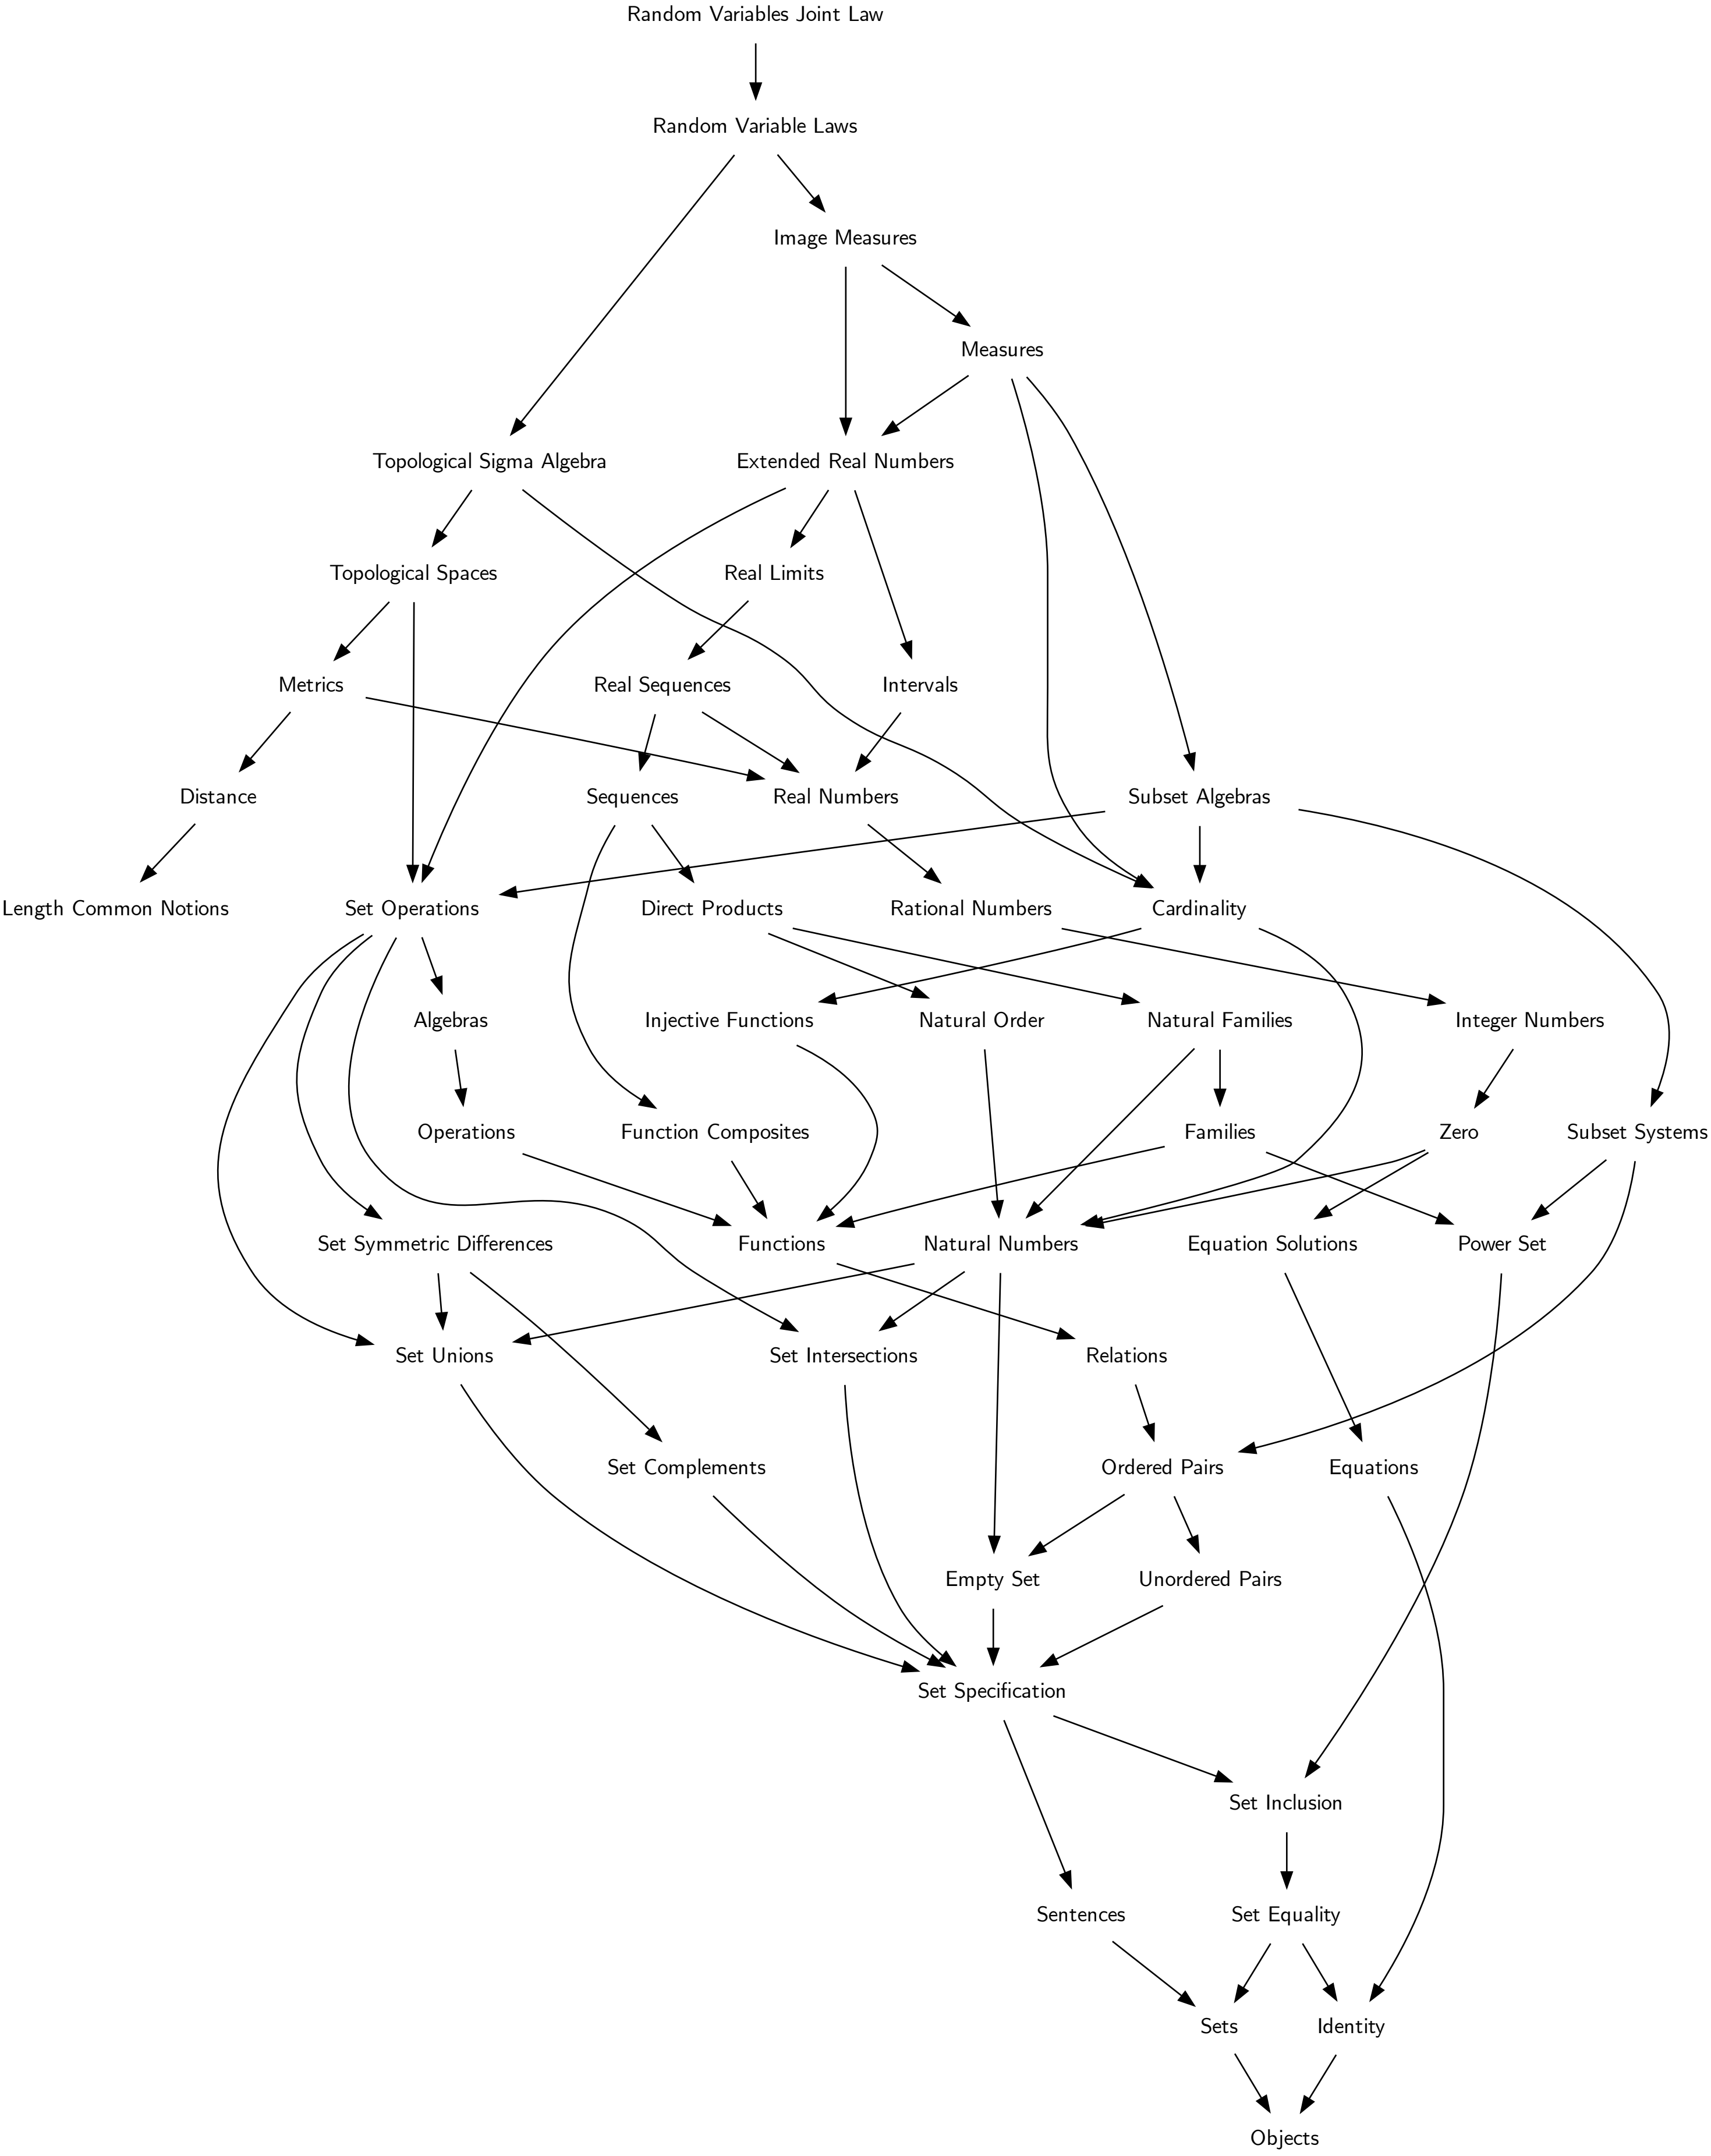 Random Variables Joint Law
Random Variable Laws
Image Measures
Measures
Topological Sigma Algebra
Extended Real Numbers
Topological Spaces
Real Limits
Metrics
Real Sequences
Intervals
Distance
Sequences
Real Numbers
Subset Algebras
Length Common Notions
Set Operations
Direct Products
Rational Numbers
Cardinality
Algebras
Injective Functions
Natural Order
Natural Families
Integer Numbers
Operations
Function Composites
Families
Zero
Subset Systems
Set Symmetric Differences
Functions
Natural Numbers
Equation Solutions
Power Set
Set Unions
Set Intersections
Relations
Set Complements
Ordered Pairs
Equations
Empty Set
Unordered Pairs
Set Specification
Set Inclusion
Sentences
Set Equality
Sets
Identity
Objects